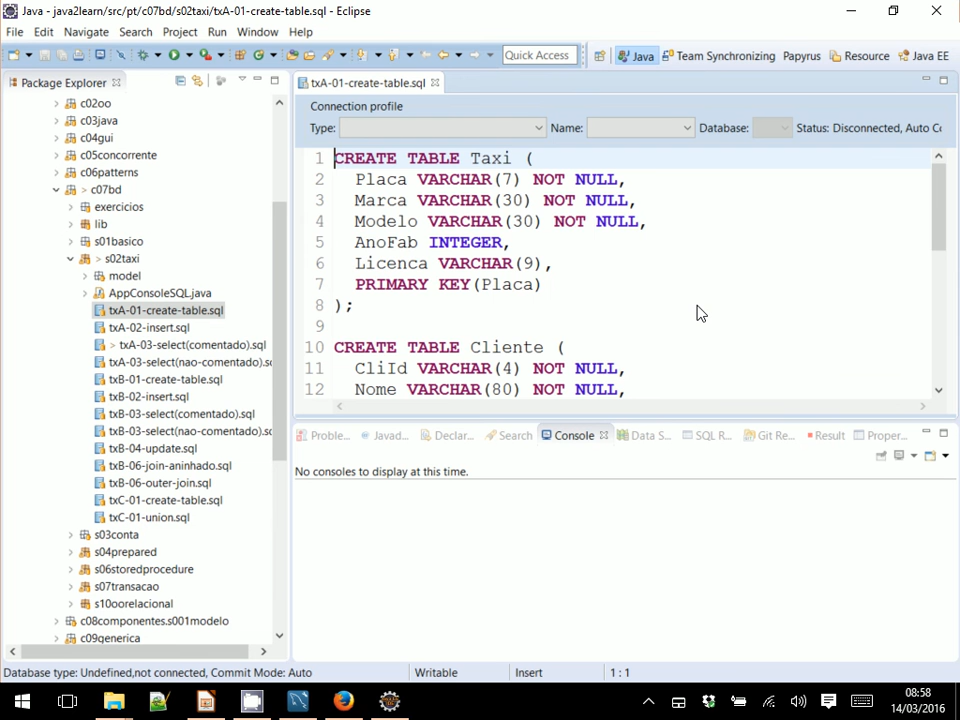 Java - java2learn/src/pt/c07bd/s02taxi/txA-01-create-table.sql - Eclipse
File Edit Navigate Search Project Run Window Help
Quick Access Java Team Synchronizing Papyrus Resource Java EE
Package Explorer
c02oo
c03java
c04gui
c05concorrente
c06patterns
> c07bd
exercicios
lib
s01basico
> s02taxi
model
AppConsoleSQL.java
txA-01-create-table.sql
txA-02-insert.sql
> txA-03-select(comentado).sql
txA-03-select(nao-comentado).sc
txB-01-create-table.sql
txB-02-insert.sql
txB-03-select(comentado).sql
txB-03-select(nao-comentado).sc
txB-04-update.sql
txB-06-join-aninhado.sql
txB-06-outer-join.sql
txC-01-create-table.sql
txC-01-union.sql
s03conta
s04prepared
s06storedprocedure
s07transacao
s10oorelacional
c08componentes.s001modelo
c09generica
txA-01-create-table.sql
Connection profile
Type: Name: Database: Status: Disconnected, Auto Cc
1 CREATE TABLE Taxi (
2 Placa VARCHAR(7) NOT NULL,
3 Marca VARCHAR(30) NOT NULL,
4 Modelo VARCHAR(30) NOT NULL,
5 AnoFab INTEGER,
6 Licenca VARCHAR(9),
7 PRIMARY KEY(Placa)
8 );
9
10 CREATE TABLE Cliente (
11 CliId VARCHAR(4) NOT NULL,
12 Nome VARCHAR(80) NOT NULL,
Proble... Javad... Declar... Search Console Data S... SQL R... Git Re... Result Proper...
No consoles to display at this time.
Database type: Undefined,not connected, Commit Mode: Auto Writable Insert 1 : 1
08:58
14/03/2016